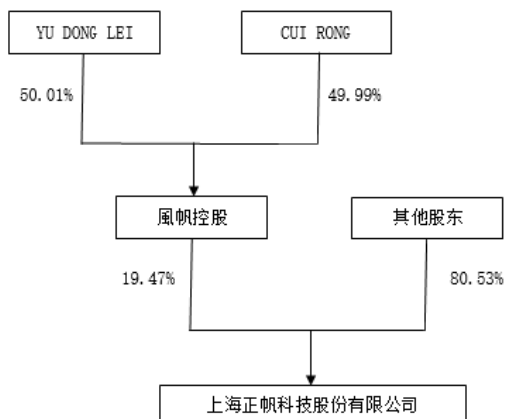 YU DONG LEI
CUI RONG
50.01%
49.99%
風帆控股
其他股东
19.47%
80.53%
上海正帆科技股份有限公司